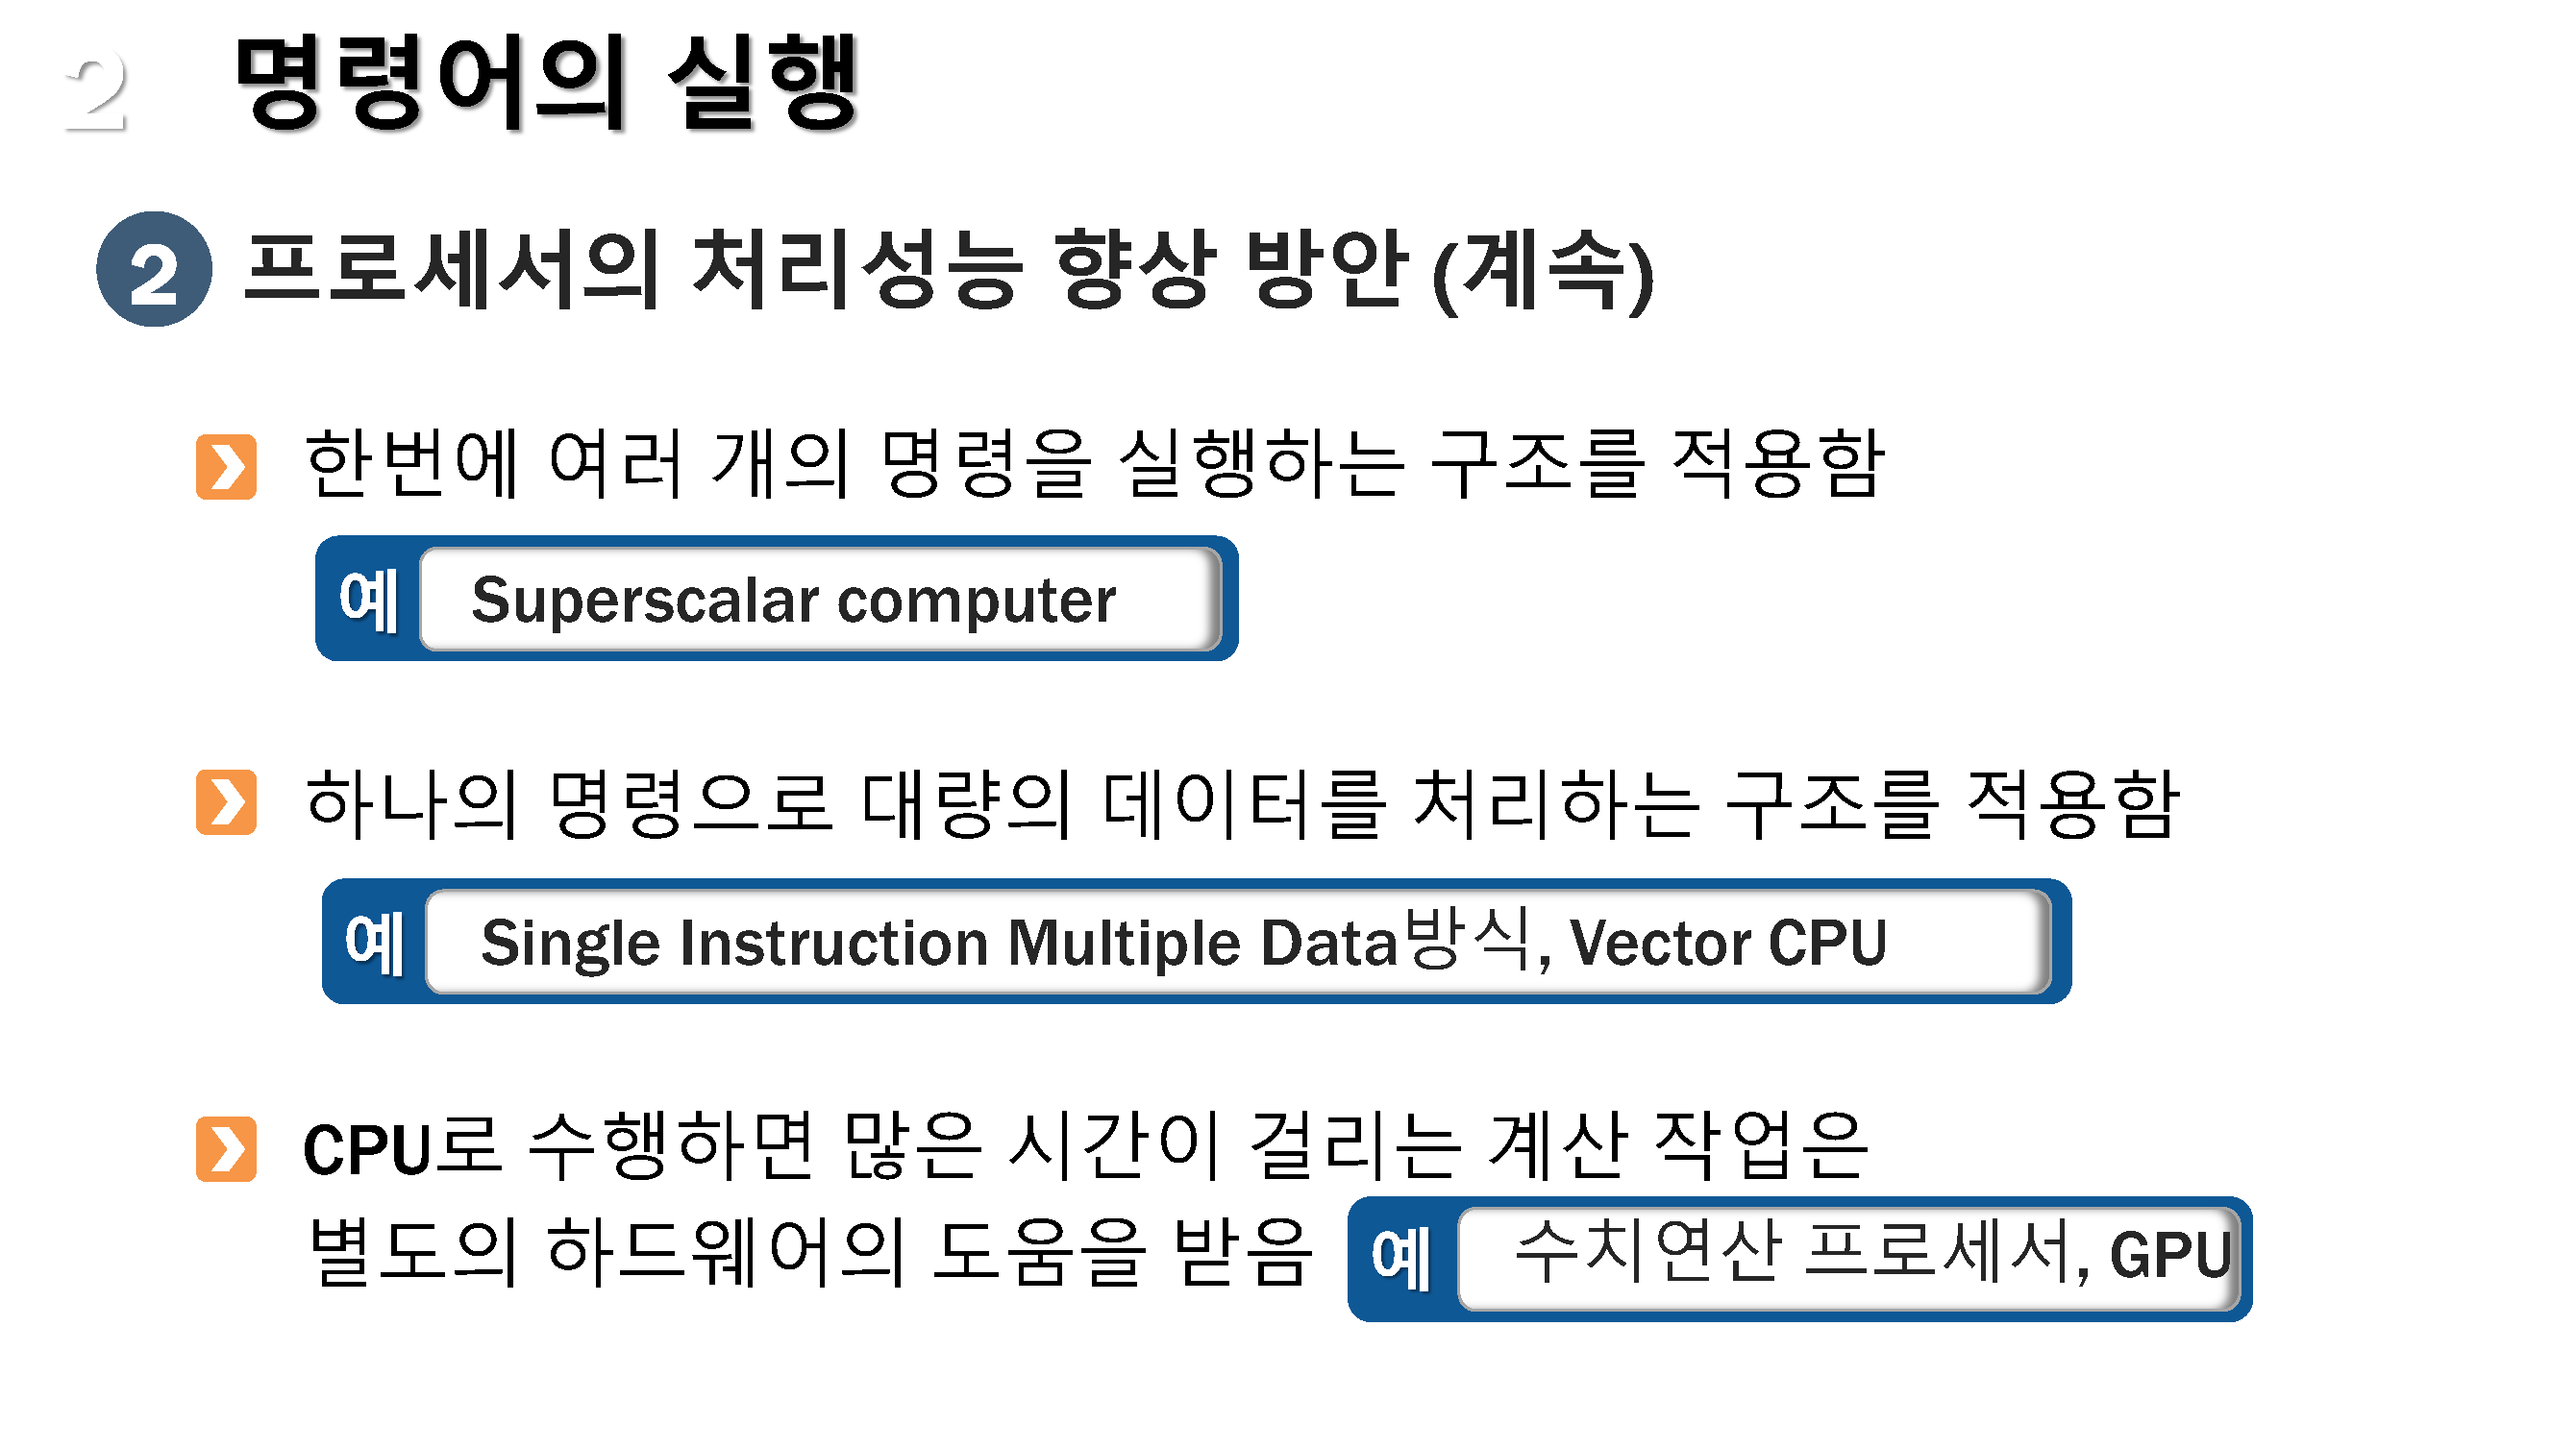 2 명령어의 실행
2 프로세서의 처리성능 향상 방안 (계속)
한번에 여러 개의 명령을 실행하는 구조를 적용함
예 Superscalar computer
하나의 명령으로 대량의 데이터를 처리하는 구조를 적용함
예 Single Instruction Multiple Data방식, Vector CPU
CPU로 수행하면 많은 시간이 걸리는 계산 작업은
별도의 하드웨어의 도움을 받음 예 수치연산 프로세서, GPU